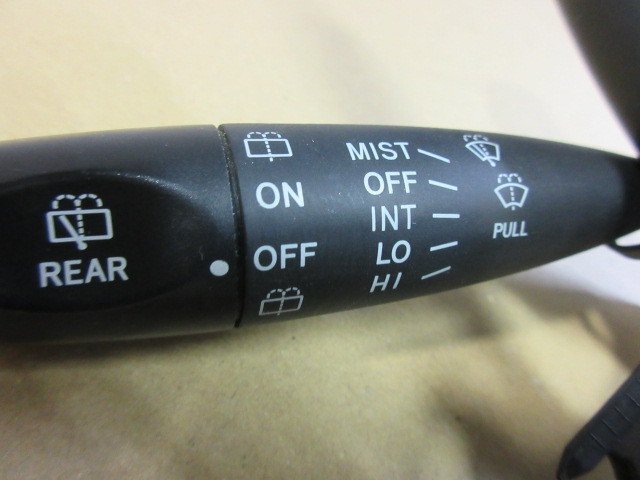 REAR
ON
OFF
MIST
OFF
INT
LO
HI
PULL